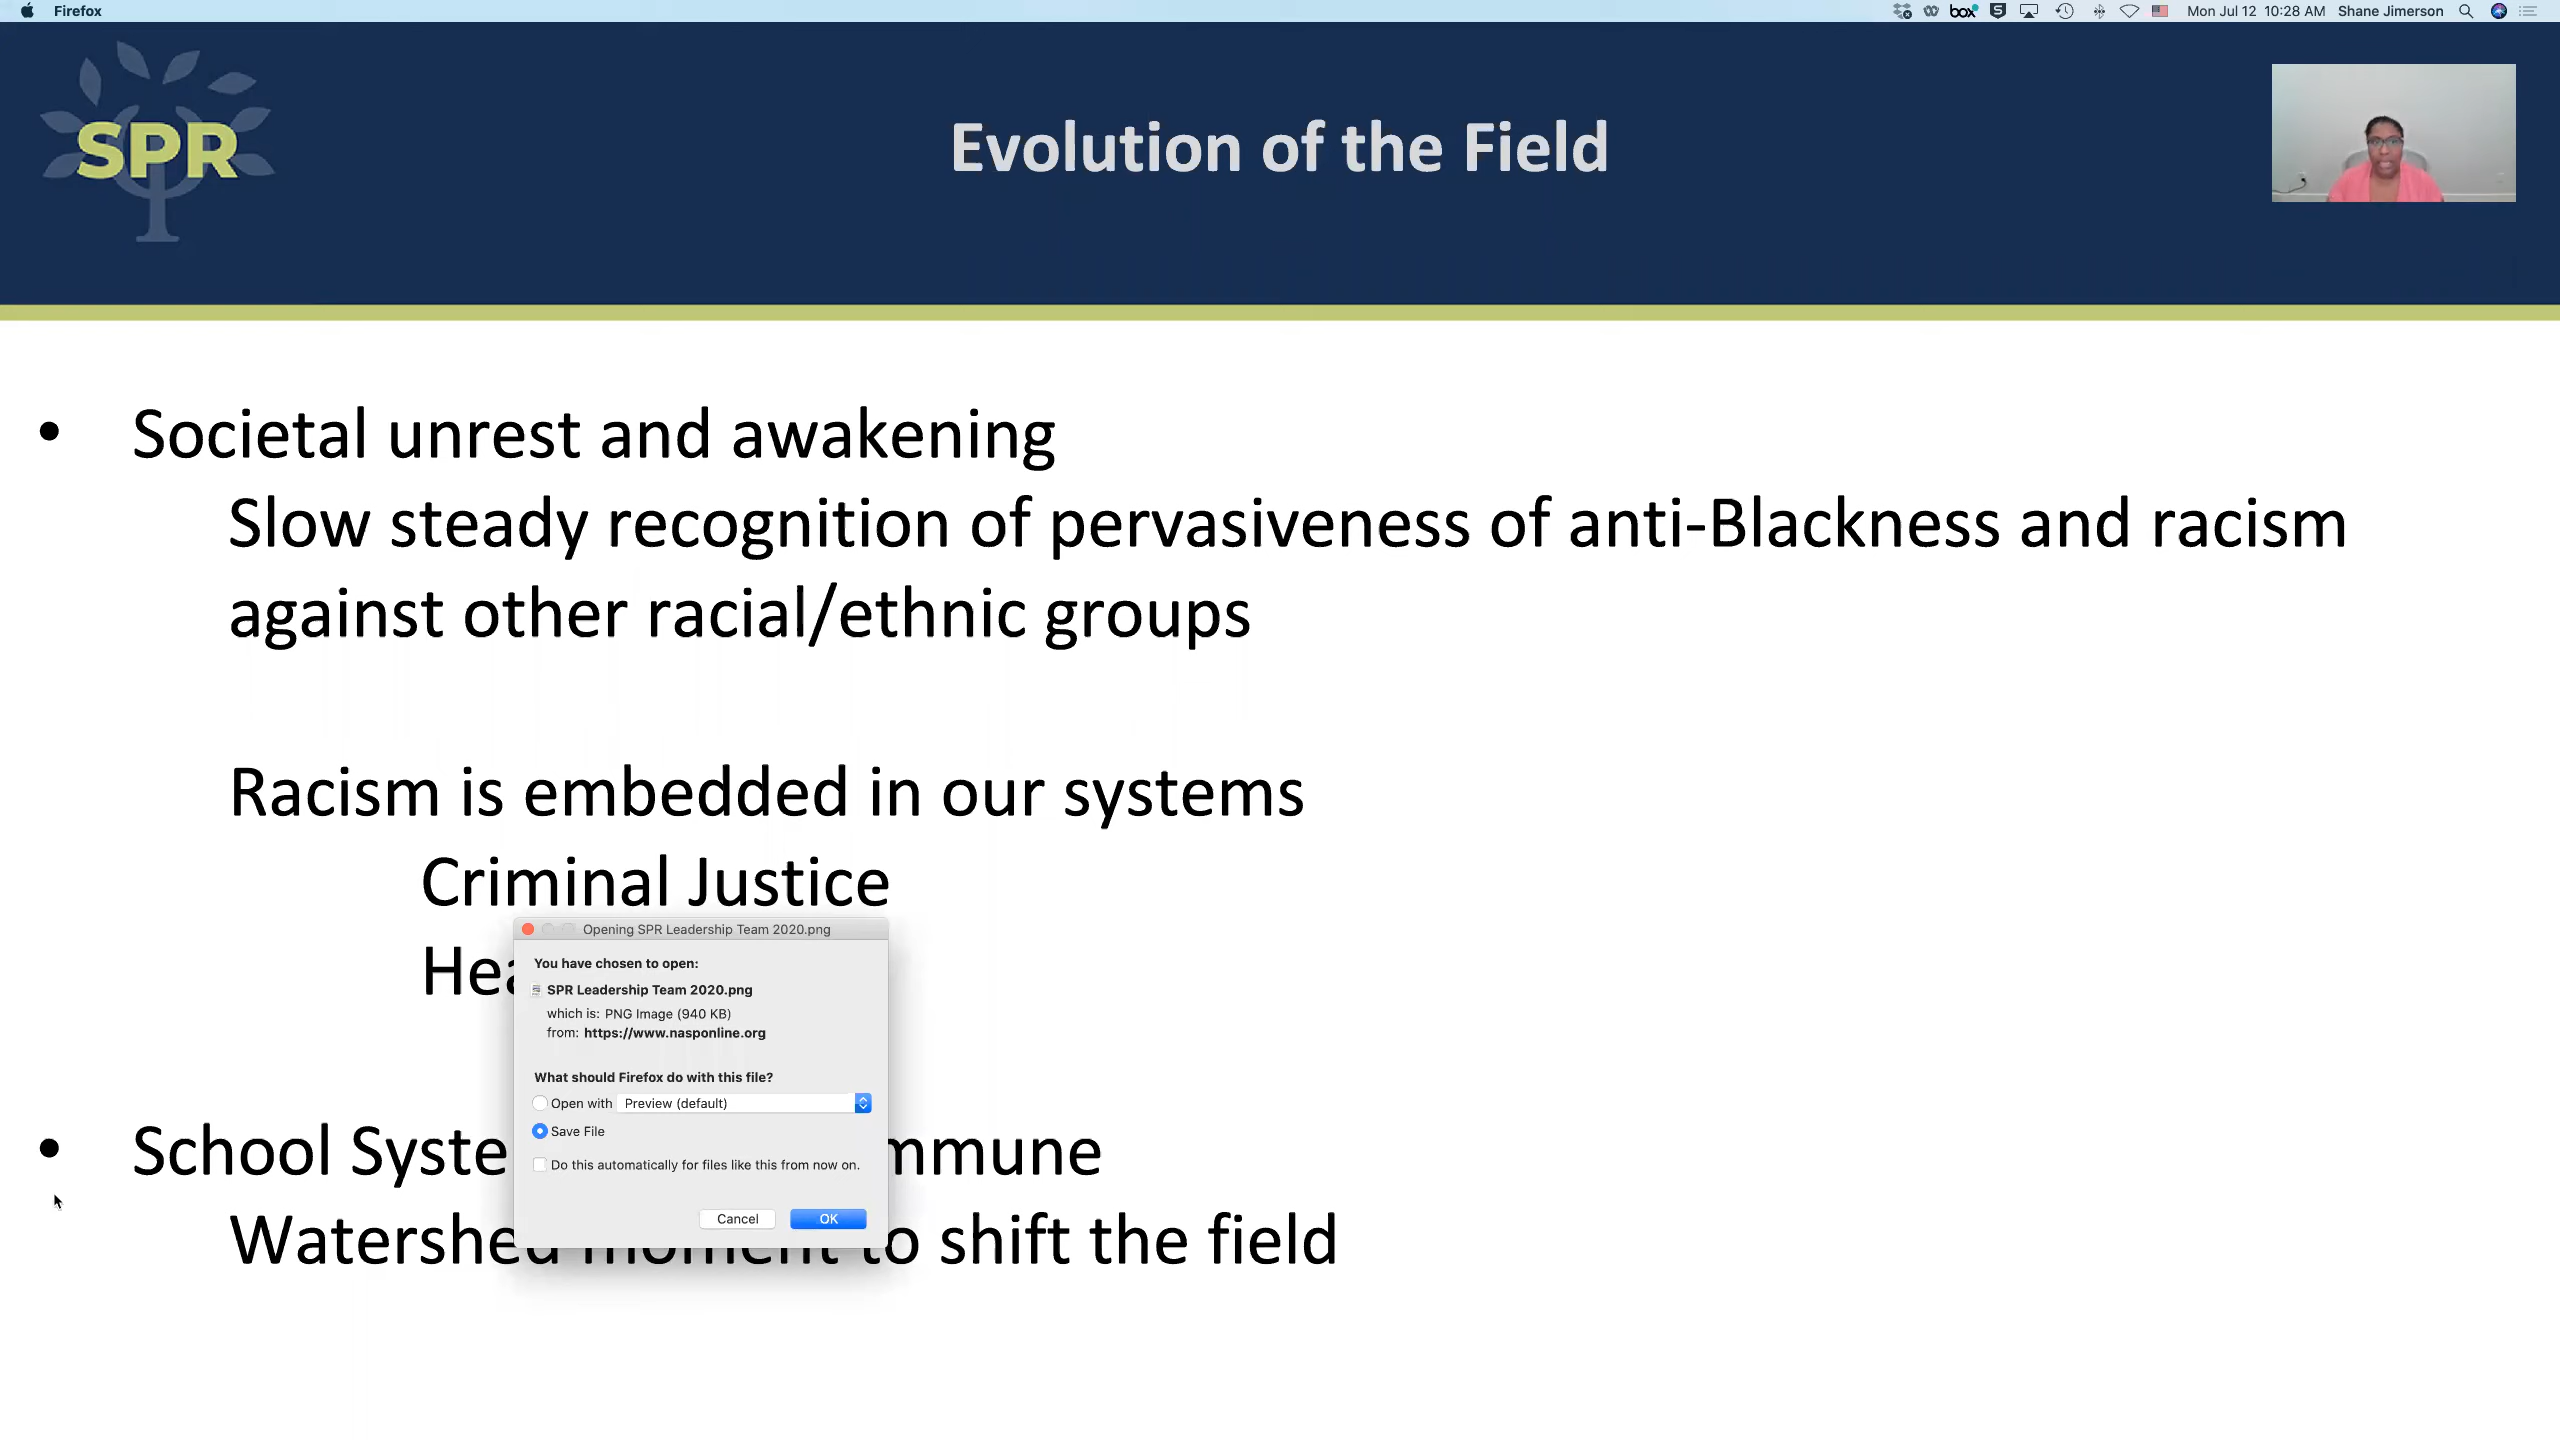 Firefox
box
Mon Jul 12 10:28 AM Shane Jimerson
SPR
Evolution of the Field
• Societal unrest and awakening
Slow steady recognition of pervasiveness of anti-Blackness and racism
against other racial/ethnic groups
Racism is embedded in our systems
Criminal Justice
Opening SPR Leadership Team 2020.png
You have chosen to open:
SPR Leadership Team 2020.png
which is: PNG Image (940 KB)
from: https://www.nasponline.org
What should Firefox do with this file?
Open with Preview (default)
Save File
Do this automatically for files like this from now on.
Cancel OK
• School
Watershed moment to shift the field